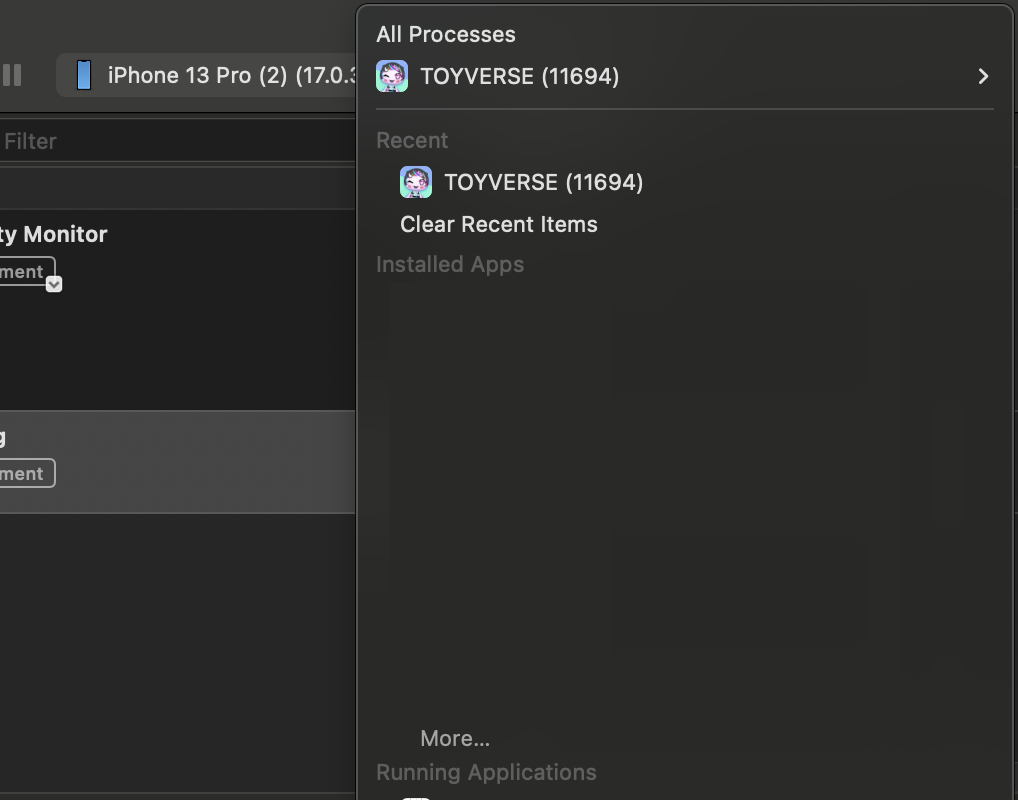 All Processes
iPhone 13 Pro (2) (17.0.3
TOYVERSE (11694)
Filter
Recent
TOYVERSE (11694)
Clear Recent Items
ty Monitor
Installed Apps
ment
g
ment
More...
Running Applications